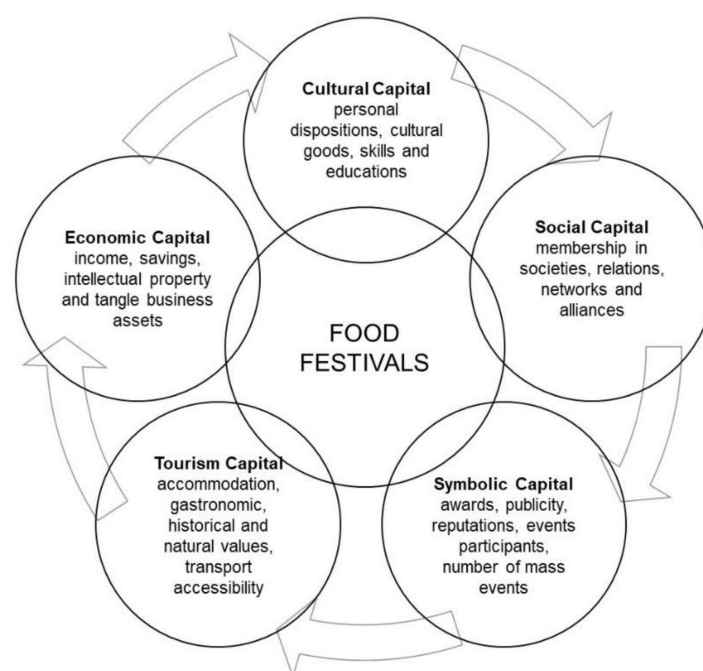 Cultural Capital
personal
dispositions, cultural
goods, skills and
educations
Social Capital
membership in
societies, relations,
networks and
alliances
Symbolic Capital
awards, publicity,
reputations, events
participants,
number of mass
events
Tourism Capital
accommodation,
gastronomic,
historical and
natural values,
transport
accessibility
Economic Capital
income, savings,
intellectual property
and tangle business
assets
FOOD
FESTIVALS